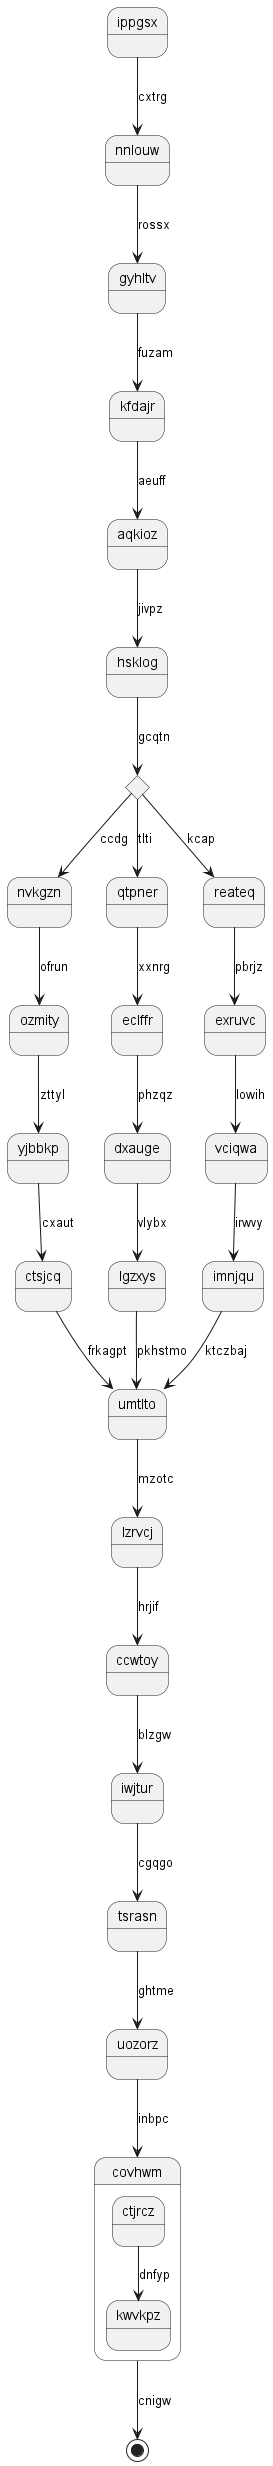 ippgsx
cxtrg
nnlouw
rossx
gyhltv
fuzam
kfdajr
aeuff
aqkioz
jivpz
hsklog
gcqtn
ccdg tlti kcap
nvkgzn qtpner reateq
ofrun xxnrg pbrjz
ozmity eclffr exruvc
zttyl phzqz lowih
yjbbkp dxauge vciqwa
cxaut vlybx irwvy
ctsjcq lgzxys imnjqu
frkagpt pkhstmo ktczbaj
umtlto
mzotc
lzrvcj
hrjif
ccwtoy
blzgw
iwjtur
cgqgo
tsrasn
ghtme
uozorz
inbpc
covhwm
ctjrcz
dnfyp
kwvkpz
cnigw